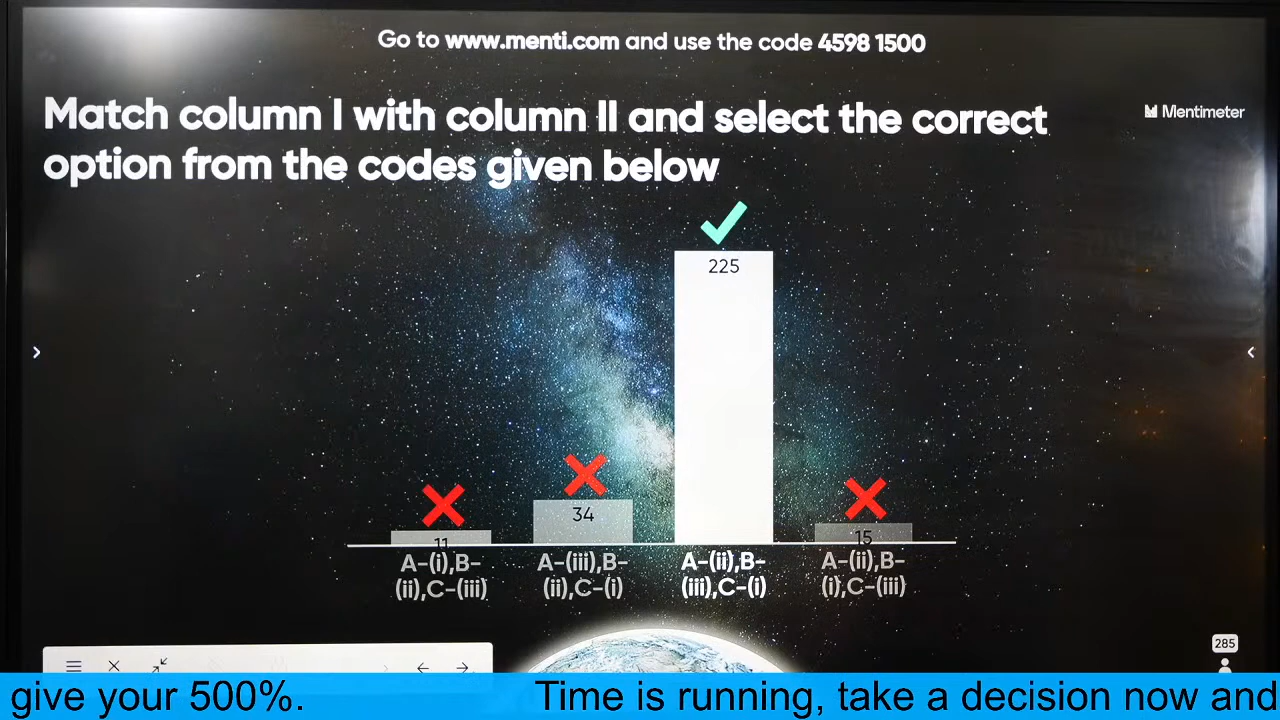 Go to www.menti.com and use the code 4598 1500
Match column I with column II and select the correct
option from the codes given below
Mentimeter
225
34
11
15
A-(i),B-
(ii),C-(iii)
A-(iii),B-
(ii),C-(i)
A-(ii),B-
(iii),C-(i)
A-(ii),B-
(i),C-(iii)
285
give your 500%. Time is running, take a decision now and